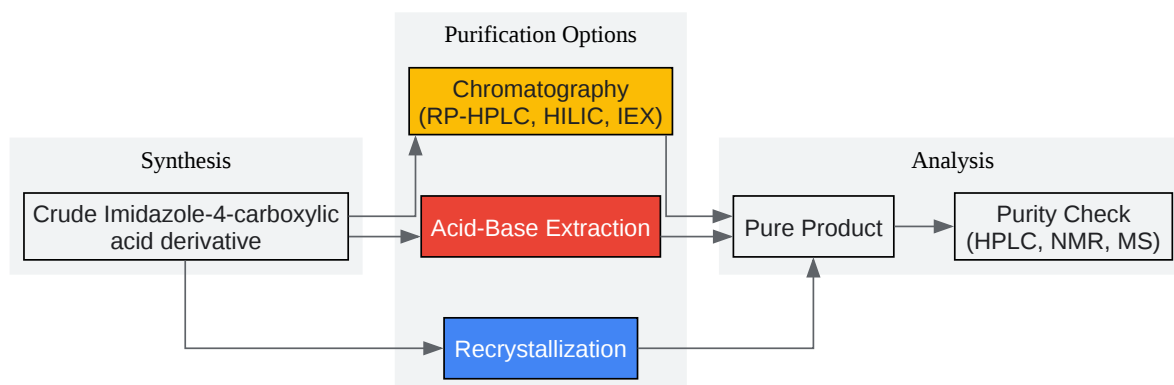 Purification Options
Chromatography
(RP-HPLC, HILIC, IEX)
Synthesis
Crude Imidazole-4-carboxylic
acid derivative
Acid-Base Extraction
Recrystallization
Analysis
Pure Product
Purity Check
(HPLC, NMR, MS)